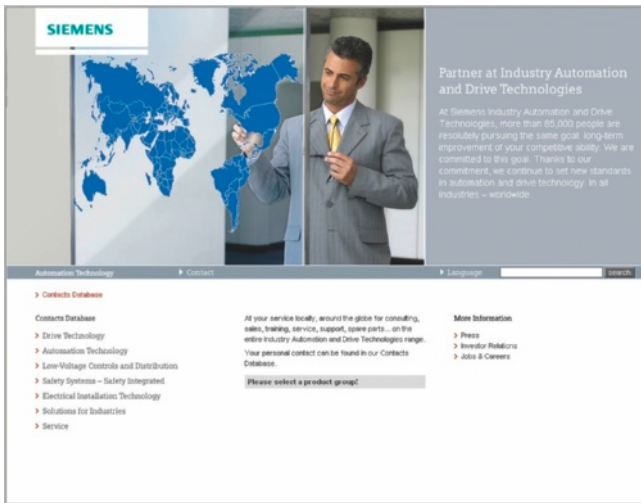 SIEMENS
Partner at Industry Automation
and Drive Technologies
At Siemens Industry Automation and Drive
Technologies, more than 85,000 people are
resolutely pursuing the same goal: long-term
improvement of your competitive ability. We are
committed to this goal. Thanks to our
commitment, we continue to set new standards
in automation and drive technology. In all
industries – worldwide.
Automation Technology
Contact
Language
search
Contacts Database
Contacts Database
Drive Technology
Automation Technology
Low-Voltage Controls and Distribution
Safety Systems – Safety Integrated
Electrical Installation Technology
Solutions for Industries
Service
At your service locally, around the globe for consulting,
sales, training, service, support, spare parts... on the
entire Industry Automation and Drive Technologies range.
Your personal contact can be found in our Contacts
Database.
Please select a product group!
More Information
Press
Investor Relations
Jobs & Careers